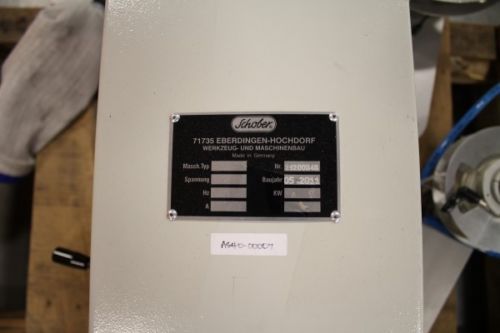 Schober
71735 EBERDINGEN-HOCHDORF
WERKZEUG- UND MASCHINENBAU
Made in Germany
Masch.Typ Nr.
Spannung Baujahr 05.2011
Hz KW
A